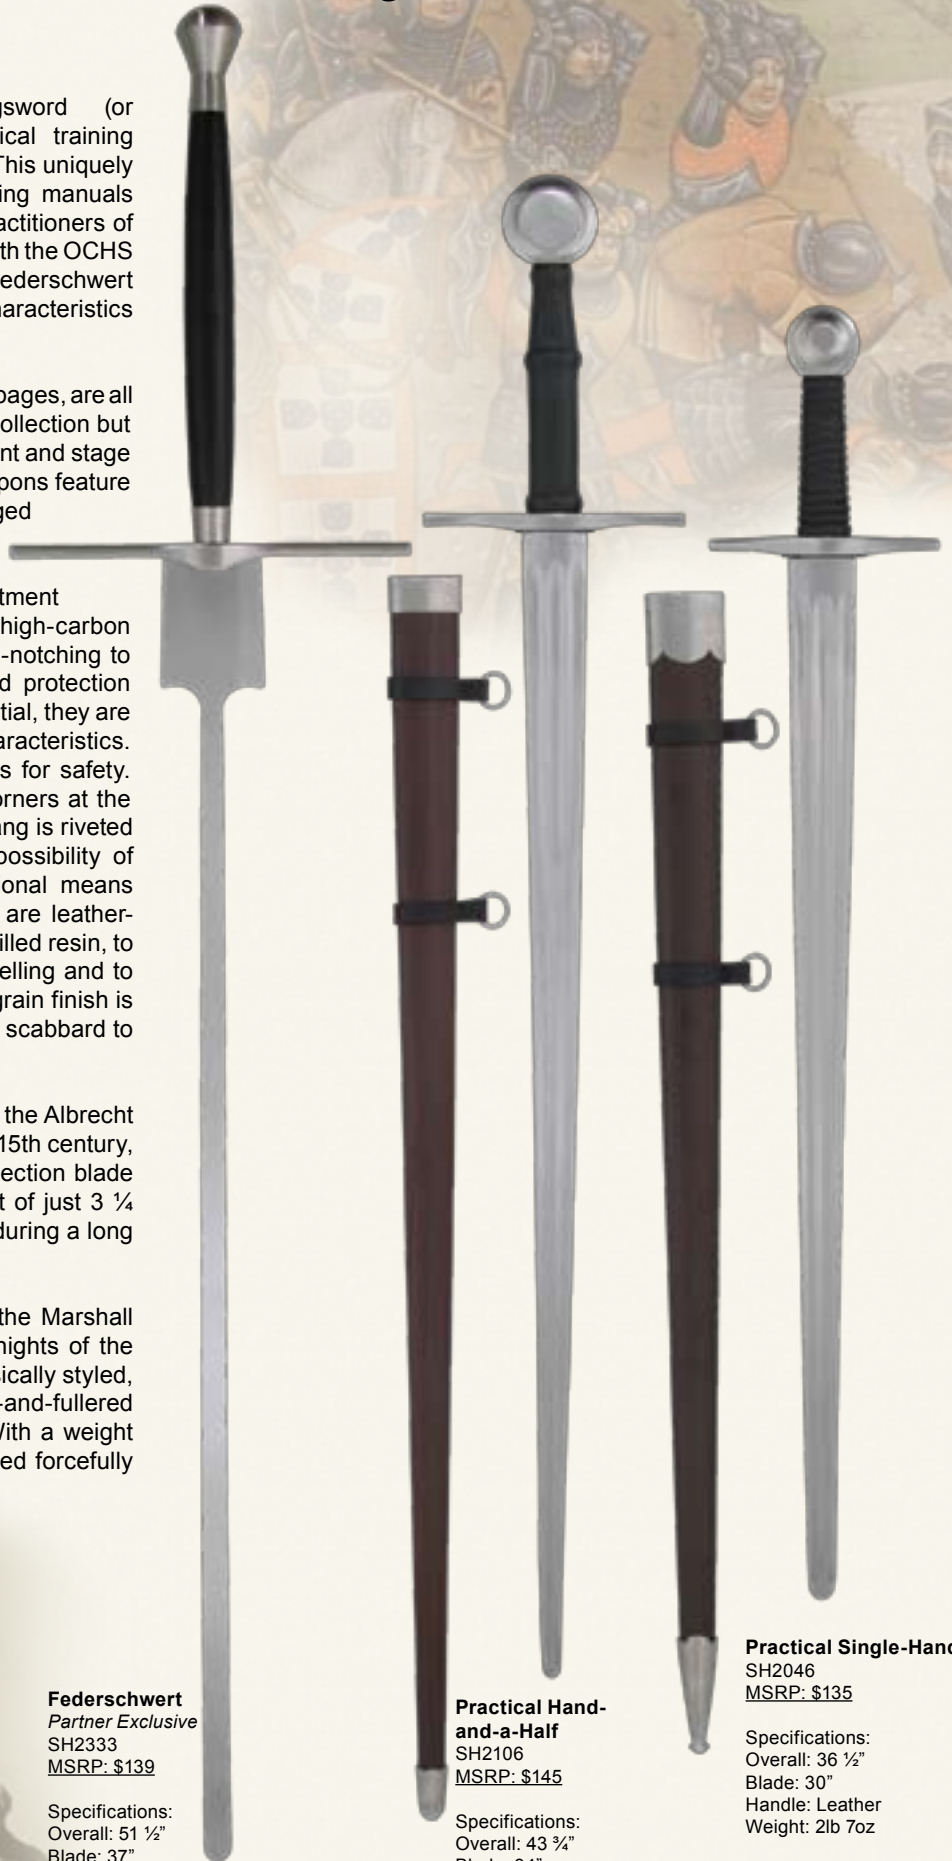 gsword (or
ical training
This uniquely
ing manuals
actitioners of
th the OCHS
ederschwert
haracteristics
pages, are all
ollection but
nt and stage
pons feature
ged
tment
high-carbon
-notching to
d protection
tial, they are
aracteristics.
s for safety.
orners at the
ang is riveted
possibility of
onal means
are leather-
illed resin, to
elling and to
grain finish is
scabbard to
the Albrecht
15th century,
ection blade
t of just 3 ¼
during a long
the Marshall
nights of the
sically styled,
-and-fullered
With a weight
ed forcefully
Federschwert
Partner Exclusive
SH2333
MSRP: $139
Specifications:
Overall: 51 ½”
Blade: 37”
Practical Hand-
and-a-Half
SH2106
MSRP: $145
Specifications:
Overall: 43 ¾”
Practical Single-Hand
SH2046
MSRP: $135
Specifications:
Overall: 36 ½”
Blade: 30”
Handle: Leather
Weight: 2lb 7oz